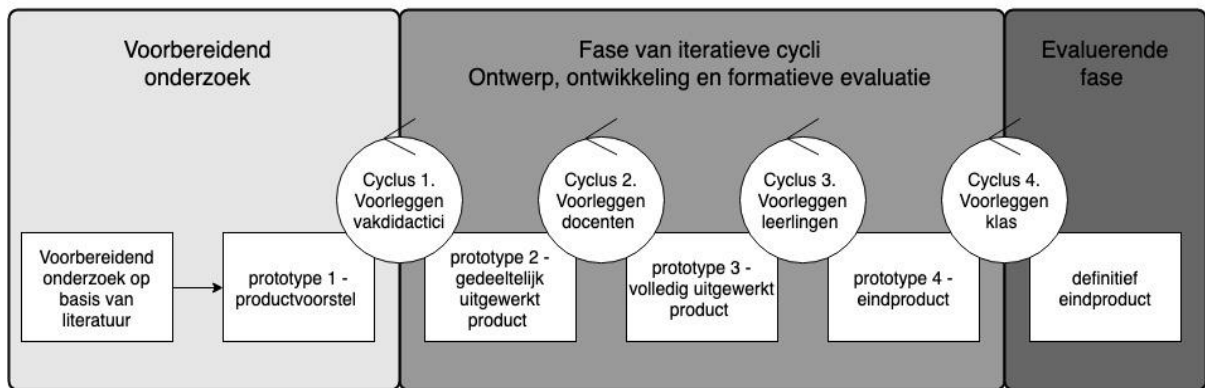 Voorbereidend
onderzoek
Fase van iteratieve cycli
Ontwerp, ontwikkeling en formatieve evaluatie
Evaluerende
fase
Cyclus 1.
Voorleggen
vakdidactici
Cyclus 2.
Voorleggen
docenten
Cyclus 3.
Voorleggen
leerlingen
Cyclus 4.
Voorleggen
klas
Voorbereidend
onderzoek op
basis van
literatuur
prototype 1 -
productvoorstel
prototype 2 -
gedeeltelijk
uitgewerkt
product
prototype 3 -
volledig uitgewerkt
product
prototype 4 -
eindproduct
definitief
eindproduct